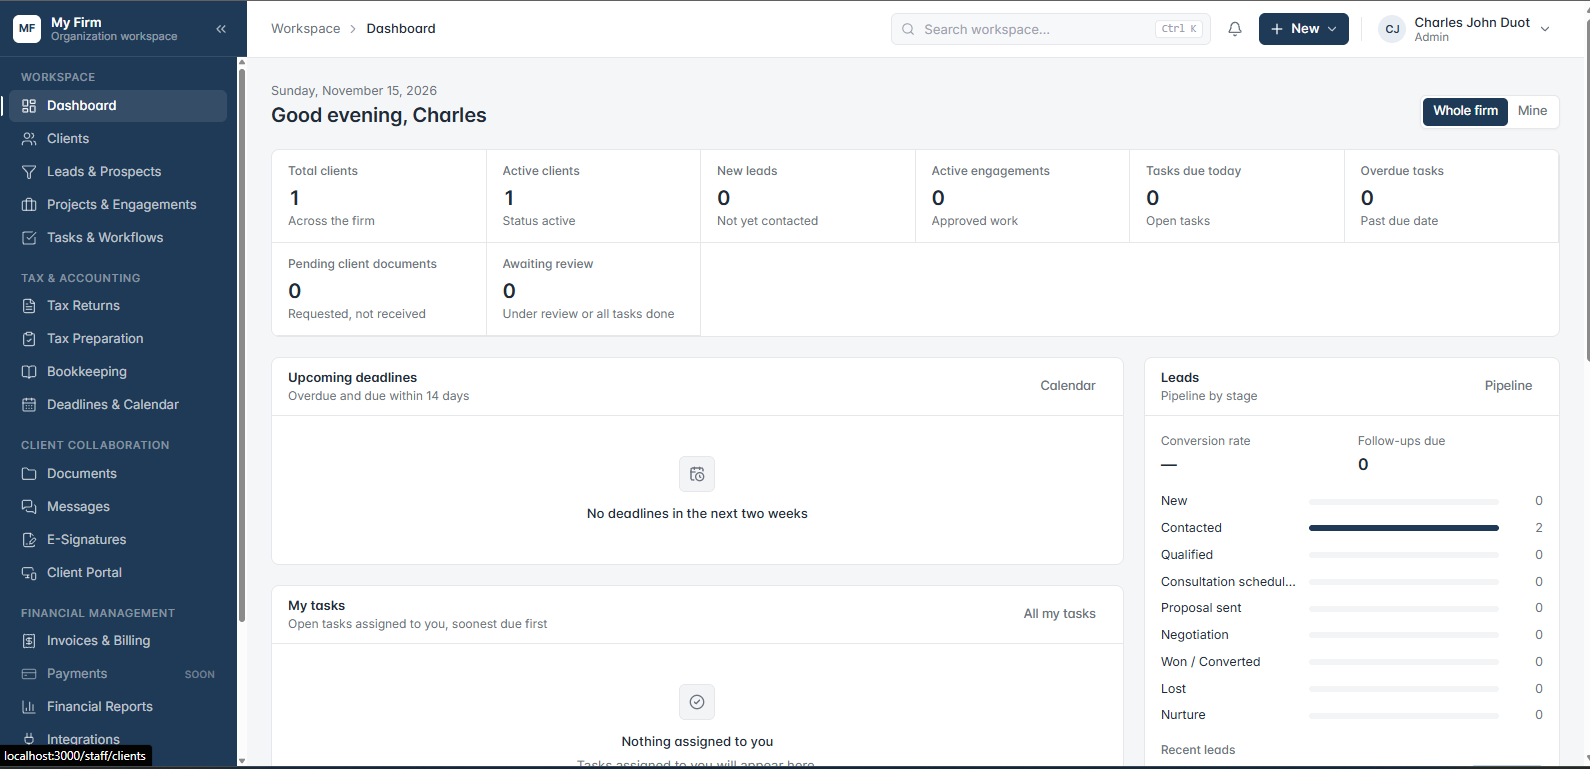 MF
My Firm
Organization workspace
Workspace
Dashboard
Search workspace...
Ctrl K
New
CJ
Charles John Duot
Admin
WORKSPACE
Dashboard
Clients
Leads & Prospects
Projects & Engagements
Tasks & Workflows
TAX & ACCOUNTING
Tax Returns
Tax Preparation
Bookkeeping
Deadlines & Calendar
CLIENT COLLABORATION
Documents
Messages
E-Signatures
Client Portal
FINANCIAL MANAGEMENT
Invoices & Billing
Payments SOON
Financial Reports
Integrations
localhost:3000/staff/clients
Sunday, November 15, 2026
Good evening, Charles
Whole firm Mine
Total clients
1
Across the firm
Active clients
1
Status active
New leads
0
Not yet contacted
Active engagements
0
Approved work
Tasks due today
0
Open tasks
Overdue tasks
0
Past due date
Pending client documents
0
Requested, not received
Awaiting review
0
Under review or all tasks done
Upcoming deadlines
Overdue and due within 14 days
Calendar
No deadlines in the next two weeks
My tasks
Open tasks assigned to you, soonest due first
All my tasks
Nothing assigned to you
Tasks assigned to you will appear here
Leads
Pipeline by stage
Pipeline
Conversion rate
—
Follow-ups due
0
New 0
Contacted 2
Qualified 0
Consultation schedul... 0
Proposal sent 0
Negotiation 0
Won / Converted 0
Lost 0
Nurture 0
Recent leads